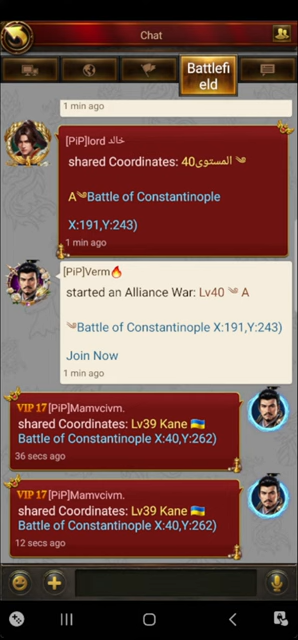 Chat
Battlefi
eld
1 min ago
[PiP]lord خالد
shared Coordinates: المستوى40
A Battle of Constantinople
X:191,Y:243)
1 min ago
[PiP]Verm🔥
started an Alliance War: Lv40 A
Battle of Constantinople X:191,Y:243)
Join Now
1 min ago
VIP 17 [PiP]Mamvcivm.
shared Coordinates: Lv39 Kane 🇺🇦
Battle of Constantinople X:40,Y:262)
36 secs ago
VIP 17 [PiP]Mamvcivm.
shared Coordinates: Lv39 Kane 🇺🇦
Battle of Constantinople X:40,Y:262)
12 secs ago